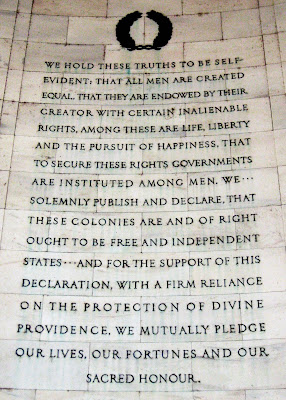 WE HOLD THESE TRUTHS TO BE SELF-
EVIDENT: THAT ALL MEN ARE CREATED
EQUAL, THAT THEY ARE ENDOWED BY THEIR
CREATOR WITH CERTAIN INALIENABLE
RIGHTS, AMONG THESE ARE LIFE, LIBERTY
AND THE PURSUIT OF HAPPINESS, THAT
TO SECURE THESE RIGHTS GOVERNMENTS
ARE INSTITUTED AMONG MEN. WE···
SOLEMNLY PUBLISH AND DECLARE, THAT
THESE COLONIES ARE AND OF RIGHT
OUGHT TO BE FREE AND INDEPENDENT
STATES···AND FOR THE SUPPORT OF THIS
DECLARATION, WITH A FIRM RELIANCE
ON THE PROTECTION OF DIVINE
PROVIDENCE, WE MUTUALLY PLEDGE
OUR LIVES, OUR FORTUNES AND OUR
SACRED HONOUR.